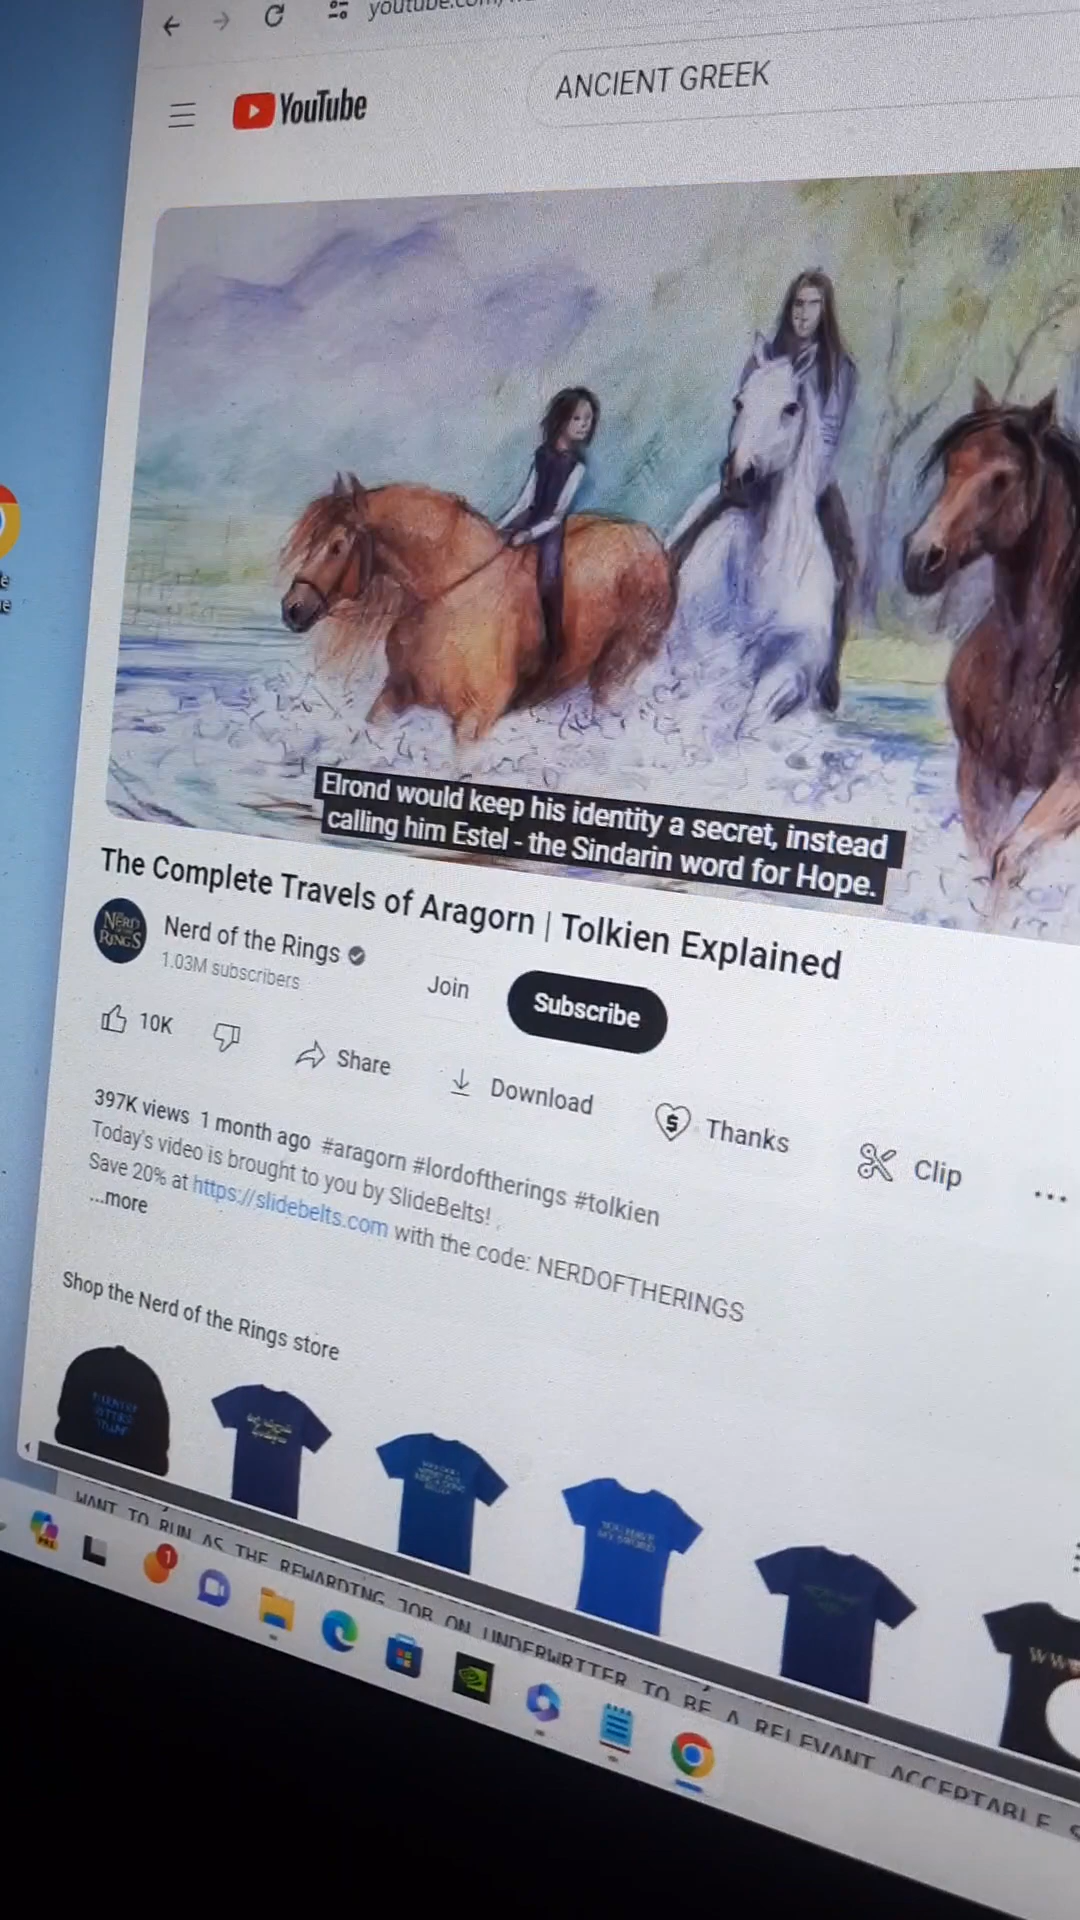 YouTube
ANCIENT GREEK
Elrond would keep his identity a secret, instead
calling him Estel - the Sindarin word for Hope.
The Complete Travels of Aragorn | Tolkien Explained
NERD
RINGS
Nerd of the Rings
1.03M subscribers
Join
Subscribe
10K
Share
Download
Thanks
Clip
...
397K views 1 month ago #aragorn #lordoftherings #tolkien
Today's video is brought to you by SlideBelts!
Save 20% at https://slidebelts.com with the code: NERDOFTHERINGS
...more
Shop the Nerd of the Rings store
WANT TO RUN AS THE REWARDING JOB ON UNDERWRITER TO BE A RELEVANT ACCEPTABLE
1
PRE